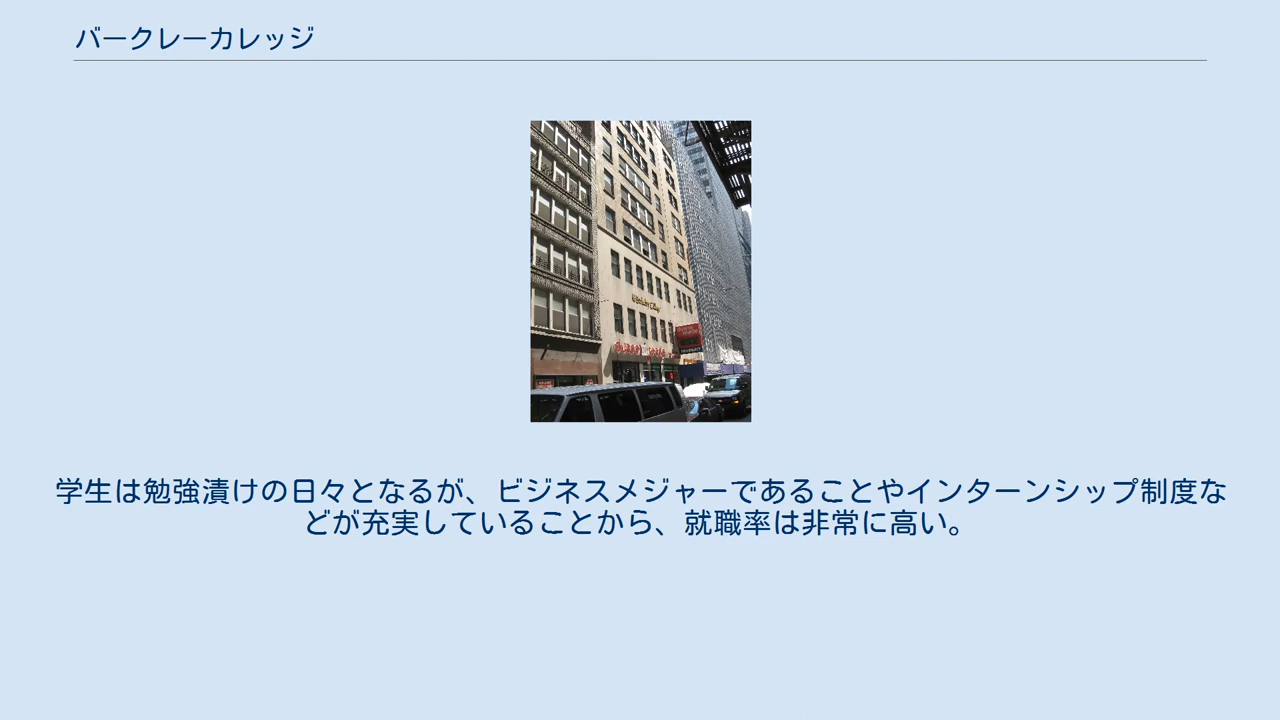 バークレーカレッジ
Berkeley College
学生は勉強漬けの日々となるが、ビジネスメジャーであることやインターンシップ制度な
どが充実していることから、就職率は非常に高い。